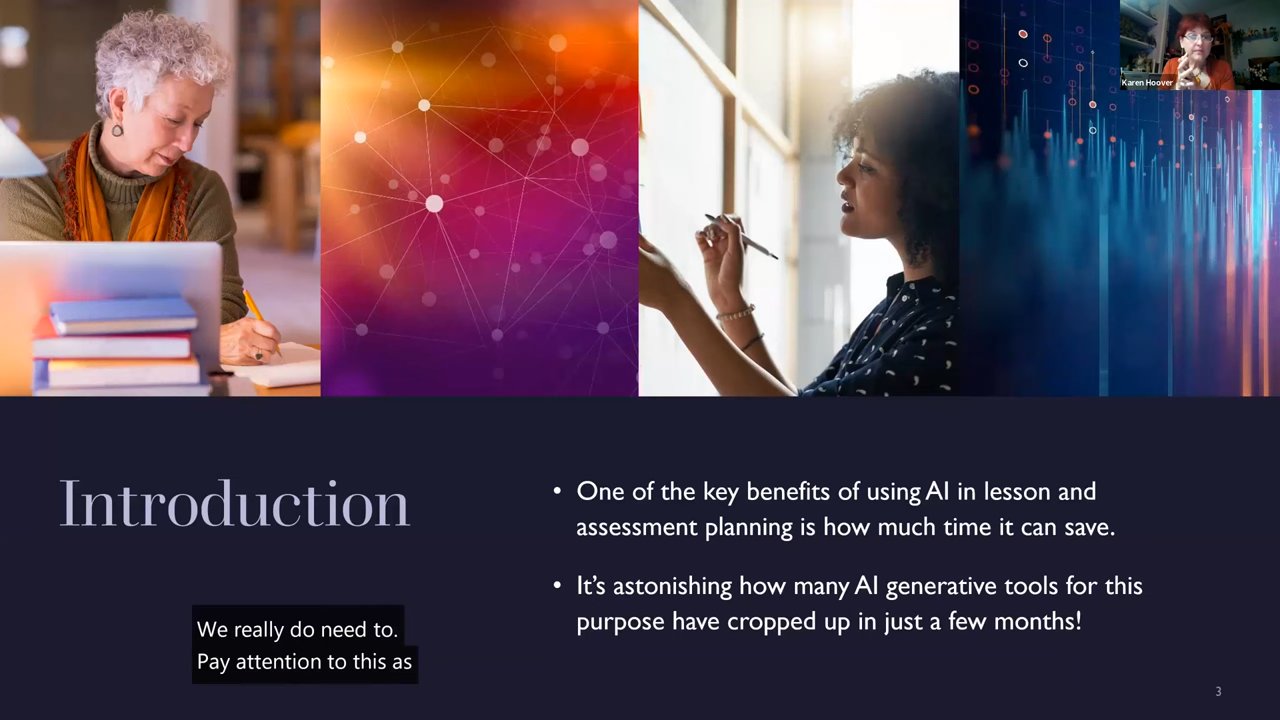 Karen Hoover
Introduction
• One of the key benefits of using AI in lesson and
assessment planning is how much time it can save.
• It’s astonishing how many AI generative tools for this
purpose have cropped up in just a few months!
We really do need to.
Pay attention to this as
3